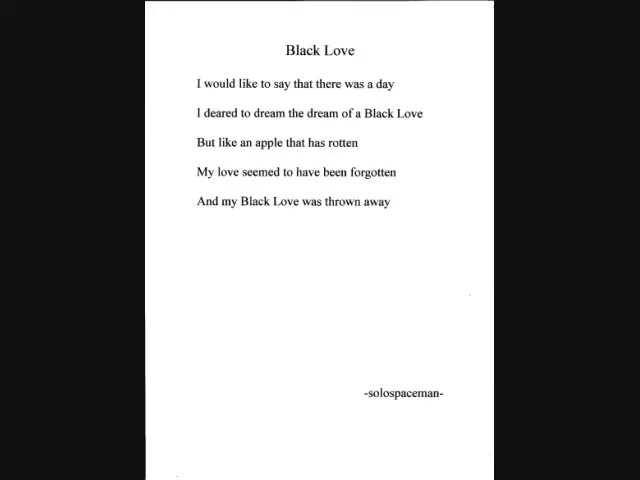 Black Love
I would like to say that there was a day
I deared to dream the dream of a Black Love
But like an apple that has rotten
My love seemed to have been forgotten
And my Black Love was thrown away
-solospaceman-